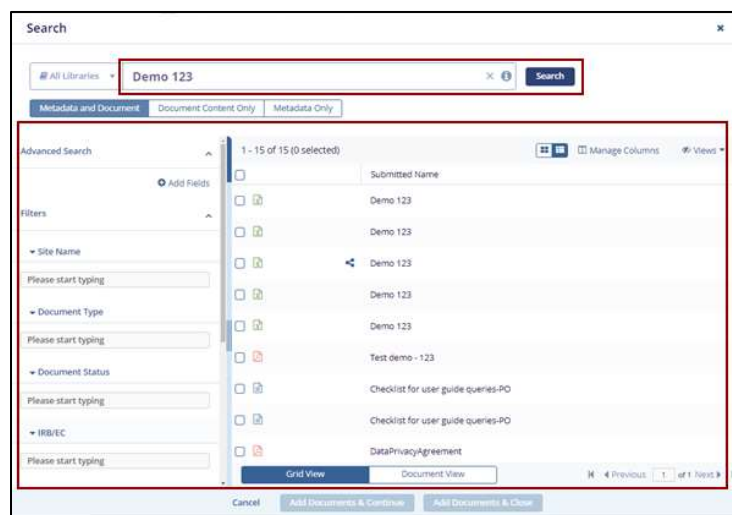 Search
All Libraries
Demo 123
Search
Metadata and Document
Document Content Only
Metadata Only
Advanced Search
Add Fields
Filters
Site Name
Please start typing
Document Type
Please start typing
Document Status
Please start typing
IRB/EC
Please start typing
1 - 15 of 15 (0 selected)
Manage Columns
Views
Submitted Name
Demo 123
Demo 123
Demo 123
Demo 123
Demo 123
Test demo - 123
Checklist for user guide queries-PO
Checklist for user guide queries-PO
DataPrivacyAgreement
Grid View
Document View
Previous 1 of 1 Next
Cancel
Add Documents & Continue
Add Documents & Close